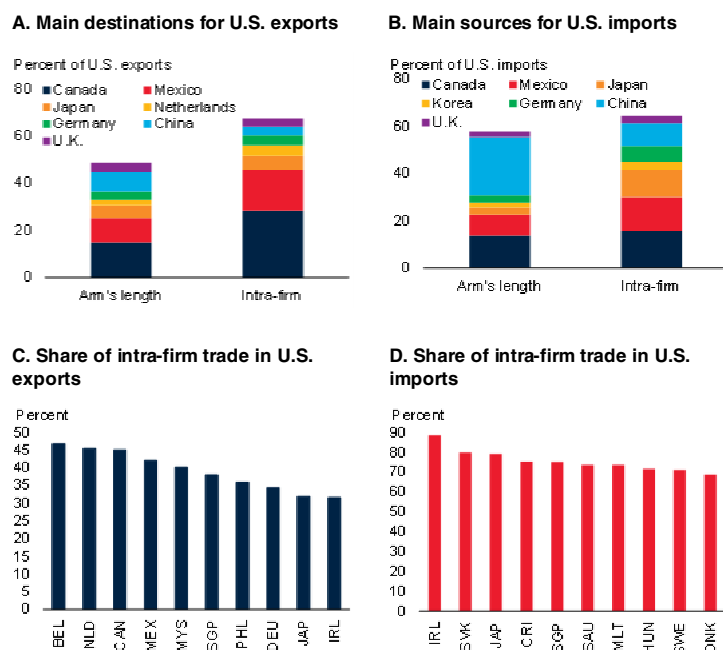 A. Main destinations for U.S. exports
Percent of U.S. exports
80
Canada Mexico
Japan Netherlands
Germany China
U.K.
60
40
20
0
Arm's length Intra-firm
B. Main sources for U.S. imports
Percent of U.S. imports
80
Canada Mexico Japan
Korea Germany China
U.K.
60
40
20
0
Arm's length Intra-firm
C. Share of intra-firm trade in U.S.
exports
Percent
50
45
40
35
30
25
20
15
10
5
0
BEL NLD CAN MEX MYS SGP PHL DEU JAP IRL
D. Share of intra-firm trade in U.S.
imports
Percent
90
80
70
60
50
40
30
20
10
0
IRL SVK JAP CRI SGP SAU MLT HUN SWE DNK